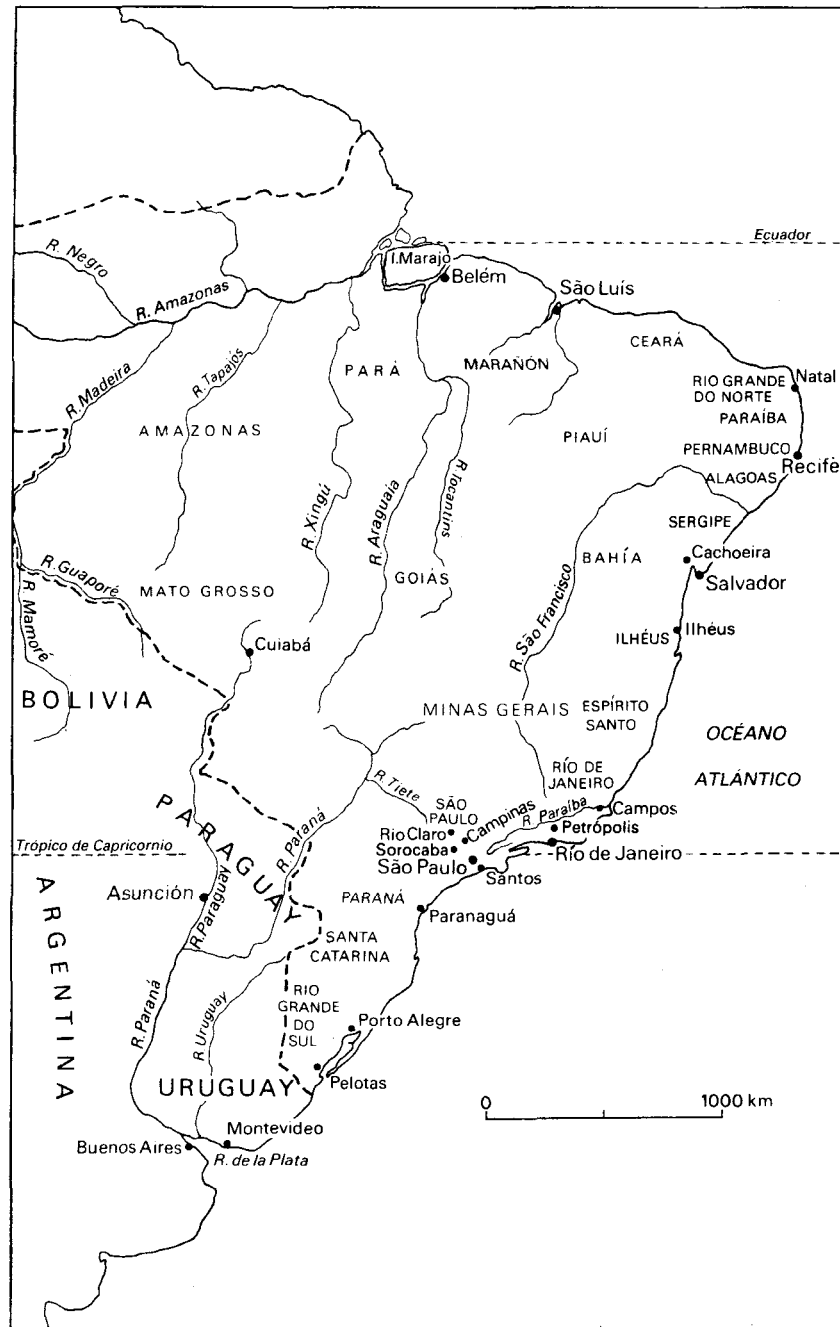 Ecuador
I. Marajo
Belém
R. Negro
R. Amazonas
São Luís
CEARÁ
MARAÑÓN
PARÁ
R. Tapajós
R. Madeira
RIO GRANDE
DO NORTE
Natal
PARAÍBA
AMAZONAS
PIAUÍ
PERNAMBUCO
Recife
ALAGOAS
R. Tocantins
R. Araguaia
R. Xingú
SERGIPE
BAHÍA
Cachoeira
Salvador
R. Guaporé
R. Mamoré
MATO GROSSO
GOIÁS
R. São Francisco
ILHÉUS
Ilhéus
Cuiabá
BOLIVIA
MINAS GERAIS
ESPÍRITO
SANTO
OCÉANO
ATLÁNTICO
RÍO DE
JANEIRO
R. Tiete
SÃO
PAULO
Campinas
R. Paraíba
Campos
PARAGUAY
R. Paraná
Rio Claro
Petrópolis
Sorocaba
Trópico de Capricornio
São Paulo
Río de Janeiro
Santos
ARGENTINA
Asunción
R. Paraguay
PARANÁ
Paranaguá
SANTA
CATARINA
R. Paraná
R. Uruguay
RIO
GRANDE
DO
SUL
Porto Alegre
Pelotas
URUGUAY
0 1000 km
Montevideo
Buenos Aires
R. de la Plata